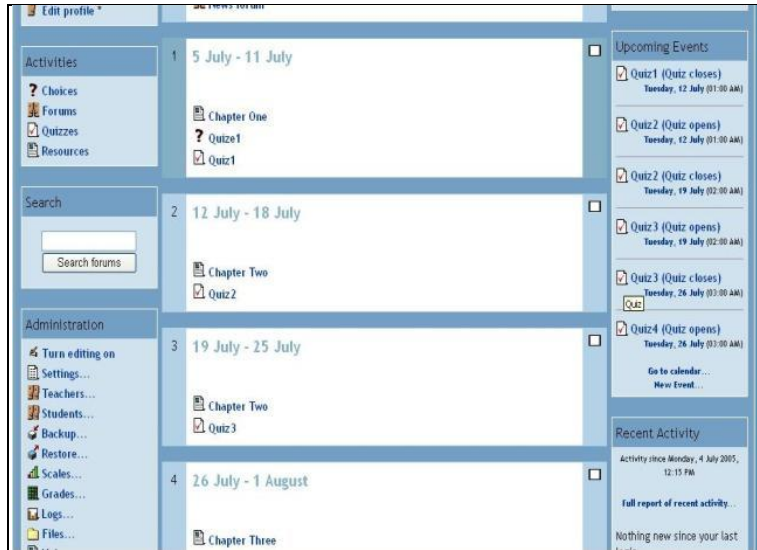 Edit profile *
Activities
Choices
Forums
Quizzes
Resources
Search
Search forums
Administration
Turn editing on
Settings...
Teachers...
Students...
Backup...
Restore...
Scales...
Grades...
Logs...
Files...
News forum
1 5 July - 11 July
Chapter One
Quize1
Quiz1
2 12 July - 18 July
Chapter Two
Quiz2
3 19 July - 25 July
Chapter Two
Quiz3
4 26 July - 1 August
Chapter Three
Upcoming Events
Quiz1 (Quiz closes)
Tuesday, 12 July (01:00 AM)
Quiz2 (Quiz opens)
Tuesday, 12 July (01:00 AM)
Quiz2 (Quiz closes)
Tuesday, 19 July (02:00 AM)
Quiz3 (Quiz opens)
Tuesday, 19 July (02:00 AM)
Quiz3 (Quiz closes)
Tuesday, 26 July (03:00 AM)
Quiz
Quiz4 (Quiz opens)
Tuesday, 26 July (03:00 AM)
Go to calendar...
New Event...
Recent Activity
Activity since Monday, 4 July 2005,
12:15 PM
Full report of recent activity...
Nothing new since your last